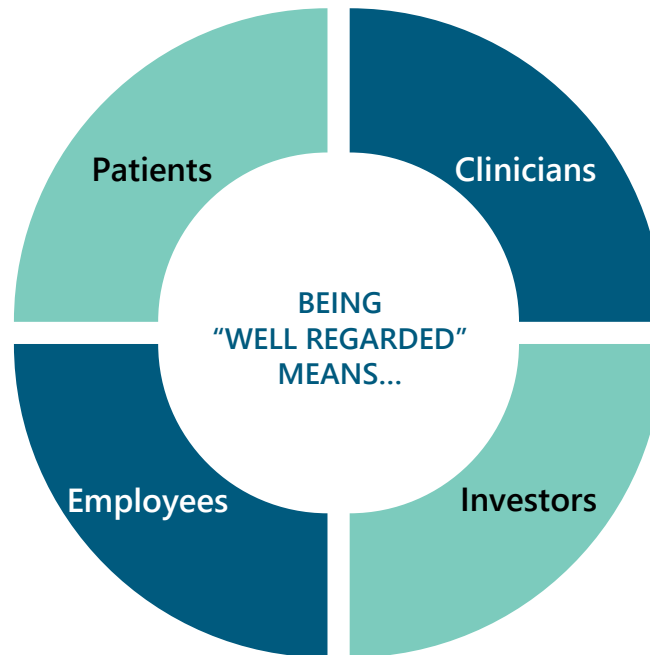 Patients
Clinicians
BEING
“WELL REGARDED”
MEANS...
Employees
Investors